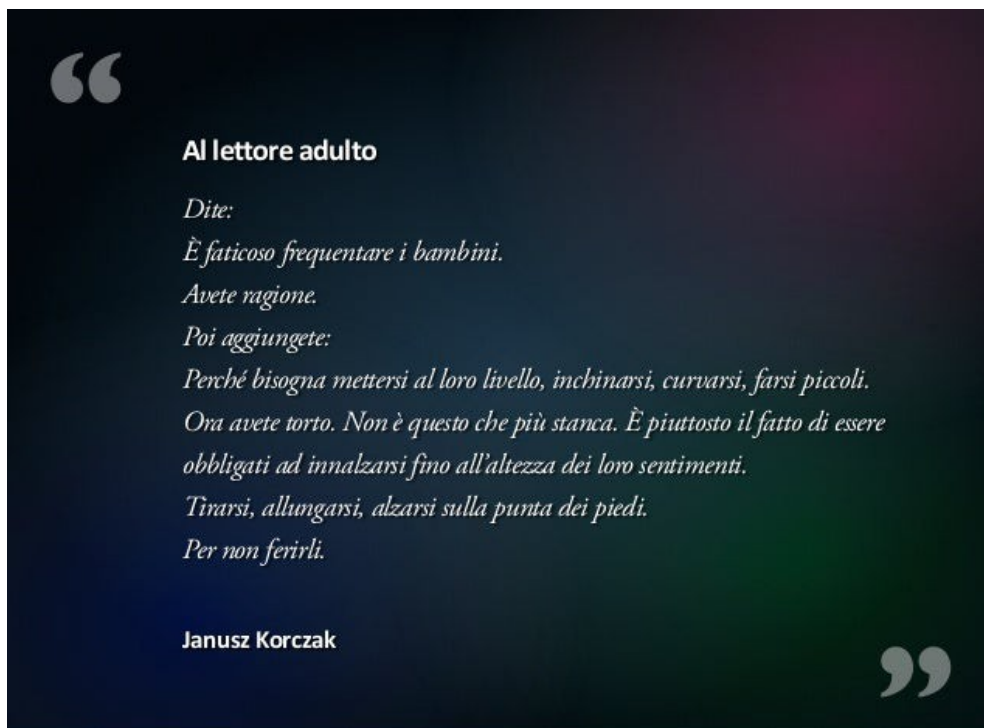 “
Al lettore adulto
Dite:
È faticoso frequentare i bambini.
Avete ragione.
Poi aggiungete:
Perché bisogna mettersi al loro livello, inchinarsi, curvarsi, farsi piccoli.
Ora avete torto. Non è questo che più stanca. È piuttosto il fatto di essere
obbligati ad innalzarsi fino all'altezza dei loro sentimenti.
Tirarsi, allungarsi, alzarsi sulla punta dei piedi.
Per non ferirli.
Janusz Korczak
”